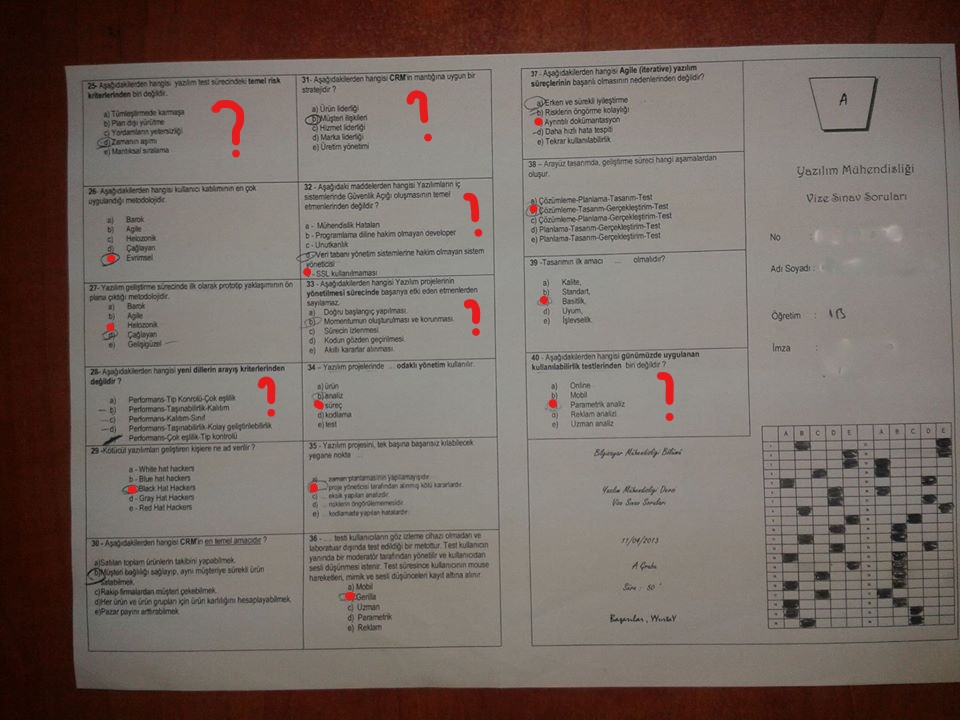 25- Aşağıdakilerden hangisi yazılım test sürecindeki temel risk
kriterlerinden biri değildir.
a) Tümleştirmede karmaşa
b) Plan dışı yürütme
c) Yordamların yetersizliği
d) Zamanın aşımı
e) Mantıksal sıralama
26- Aşağıdakilerden hangisi kullanıcı katılımının en çok
uygulandığı metodolojidir.
a) Barok
b) Agile
c) Helozonik
d) Çağlayan
e) Evrimsel
27- Yazılım geliştirme sürecinde ilk olarak prototip yaklaşımının ön
plana çıktığı metodolojidir.
a) Barok
b) Agile
c) Helozonik
d) Çağlayan
e) Gelişigüzel
28- Aşağıdakilerden hangisi yeni dillerin arayış kriterlerinden
değildir ?
a) Performans-Tip Kontrolü-Çok eşlilik
b) Performans-Taşınabilirlik-Kalıtım
c) Performans-Kalıtım-Sınıf
d) Performans-Taşınabilirlik-Kolay geliştirilebilirlik
Performans-Çok eşlilik-Tip kontrolü
29 -Kötücül yazılımları geliştiren kişilere ne ad verilir ?
a - White hat hackers
b - Blue hat hackers
Black Hat Hackers
d - Gray Hat Hackers
e - Red Hat Hackers
30 - Aşağıdakilerden hangisi CRM'in en temel amacıdır ?
a)Satılan toplam ürünlerin takibini yapabilmek.
b)Müşteri bağlılığı sağlayıp, aynı müşteriye sürekli ürün
satabilmek.
c)Rakip firmalardan müşteri çekebilmek.
d)Her ürün ve ürün grupları için ürün karlılığını hesaplayabilmek.
e)Pazar payını arttırabilmek.
31- Aşağıdakilerden hangisi CRM'in mantığına uygun bir
stratejidir ?
a) Ürün liderliği
b) Müşteri ilişkileri
c) Hizmet liderliği
d) Marka liderliği
e) Üretim yönetimi
32 - Aşağıdaki maddelerden hangisi Yazılımların iç
sistemlerinde Güvenlik Açığı oluşmasının temel
etmenlerinden değildir ?
a - Mühendislik Hataları
b - Programlama diline hakim olmayan developer
c - Unutkanlık
d -Veri tabanı yönetim sistemlerine hakim olmayan sistem
yöneticisi
- SSL kullanılmaması
33 - Aşağıdakilerden hangisi Yazılım projelerinin
yönetilmesi sürecinde başarıya etki eden etmenlerden
sayılamaz.
a) Doğru başlangıç yapılması.
b) Momentumun oluşturulması ve korunması.
c) Sürecin izlenmesi.
d) Kodun gözden geçirilmesi.
e) Akıllı kararlar alınması.
34 – Yazılım projelerinde ... odaklı yönetim kullanılır.
a)ürün
b)analiz
süreç
d)kodlama
e)test
35 - Yazılım projesini, tek başına başarısız kılabilecek
yegane nokta ...
a) ... zaman planlamasının yapılamayışıdır.
proje yöneticisi tarafından alınmış kötü kararlardır.
c) ... eksik yapılan analizdir.
d) ... risklerin öngörülememesidir.
e) ... kodlamada yapılan hatalardır.
36 - ... testi kullanıcıların göz izleme cihazı olmadan ve
laboratuar dışında test edildiği bir metottur. Test kullanıcın
yanında bir moderatör tarafından yönetilir ve kullanıcıdan
sesli düşünmesi istenir. Test süresince kullanıcının mouse
hareketleri, mimik ve sesli düşünceleri kayıt altına alınır.
a) Mobil
Gerilla
c) Uzman
d) Parametrik
e) Reklam
37 - Aşağıdakilerden hangisi Agile (iterative) yazılım
süreçlerinin başarılı olmasının nedenlerinden değildir?
a) Erken ve sürekli iyileştirme
b) Risklerin öngörme kolaylığı
Ayrıntılı dokümantasyon
d) Daha hızlı hata tespiti
e) Tekrar kullanılabilirlik
38 – Arayüz tasarımda, geliştirme süreci hangi aşamalardan
oluşur.
a) Çözümleme-Planlama-Tasarım-Test
Çözümleme-Tasarım-Gerçekleştirim-Test
c) Çözümleme-Planlama-Gerçekleştirim-Test
d) Planlama-Tasarım-Gerçekleştirim-Test
e) Planlama-Tasarım-Gerçekleştirim-Test
39 -Tasarımın ilk amacı ... olmalıdır?
a) Kalite,
b) Standart,
Basitlik,
d) Uyum,
e) İşlevsellik.
40 - Aşağıdakilerden hangisi günümüzde uygulanan
kullanılabilirlik testlerinden biri değildir ?
a) Online
b) Mobil
Parametrik analiz
d) Reklam analizi
e) Uzman analiz
Bilgisayar Mühendisliği Bölümü
Yazılım Mühendisliği Dersi
Vize Sınav Soruları
11/04/2013
A Grubu
Süre : 50 '
Başarılar,
A
Yazılım Mühendisliği
Vize Sınav Soruları
No :
Adı Soyadı :
Öğretim : 1B
İmza :
A B C D E A B C D E